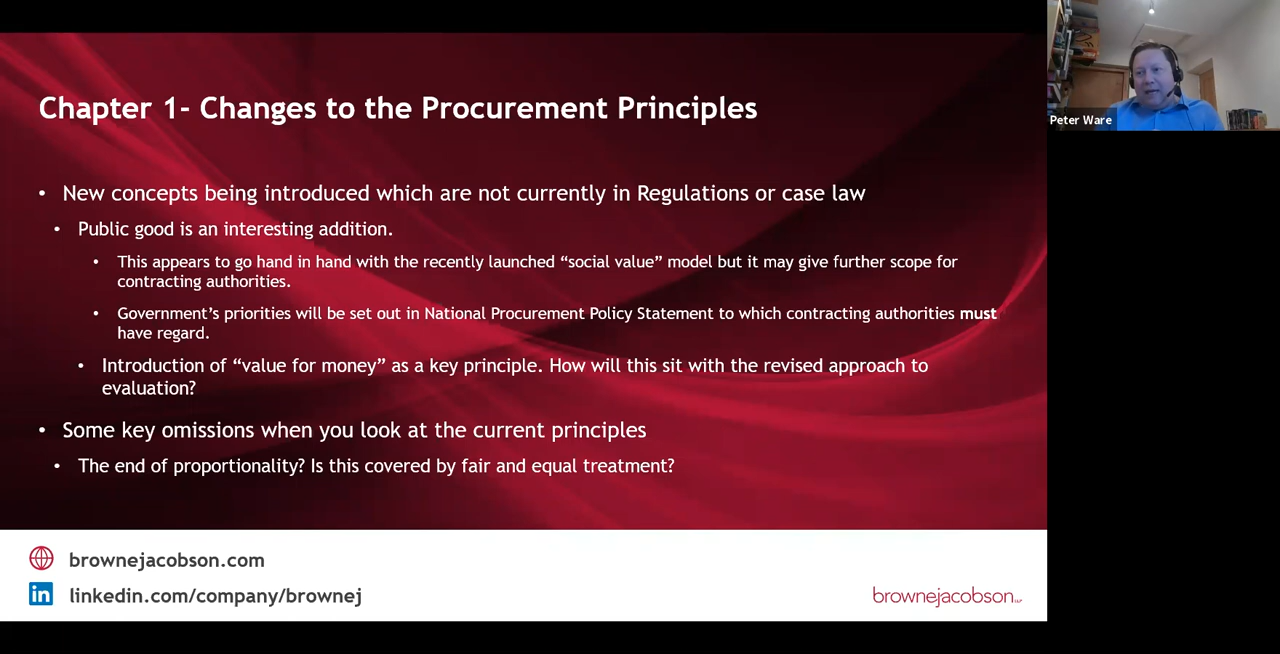 Chapter 1- Changes to the Procurement Principles
• New concepts being introduced which are not currently in Regulations or case law
• Public good is an interesting addition.
• This appears to go hand in hand with the recently launched “social value” model but it may give further scope for
contracting authorities.
• Government’s priorities will be set out in National Procurement Policy Statement to which contracting authorities must
have regard.
• Introduction of “value for money” as a key principle. How will this sit with the revised approach to
evaluation?
• Some key omissions when you look at the current principles
• The end of proportionality? Is this covered by fair and equal treatment?
brownejacobson.com
in linkedin.com/company/brownej
brownejacobson
Peter Ware